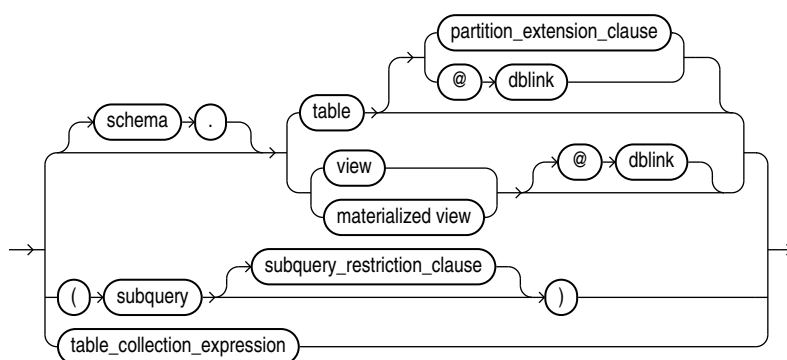 partition_extension_clause
@ dblink
schema . table
view @ dblink
materialized view
subquery_restriction_clause
( subquery )
table_collection_expression